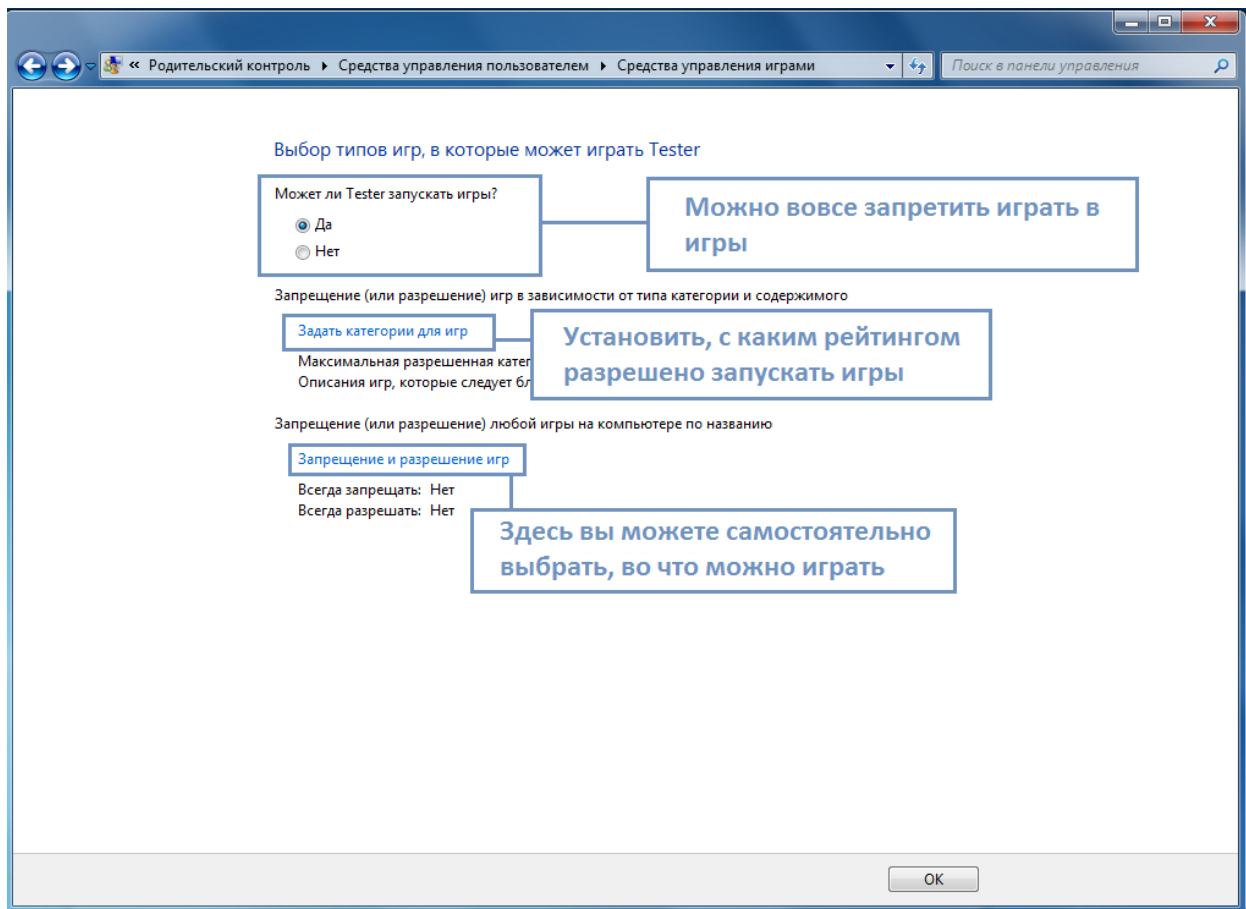 « Родительский контроль ▸ Средства управления пользователем ▸ Средства управления играми
Поиск в панели управления
Выбор типов игр, в которые может играть Tester
Может ли Tester запускать игры?
Да
Нет
Можно вовсе запретить играть в
игры
Запрещение (или разрешение) игр в зависимости от типа категории и содержимого
Задать категории для игр
Установить, с каким рейтингом
разрешено запускать игры
Максимальная разрешенная
Описания игр, которые следует
Запрещение (или разрешение) любой игры на компьютере по названию
Запрещение и разрешение игр
Всегда запрещать: Нет
Всегда разрешать: Нет
Здесь вы можете самостоятельно
выбрать, во что можно играть
OK